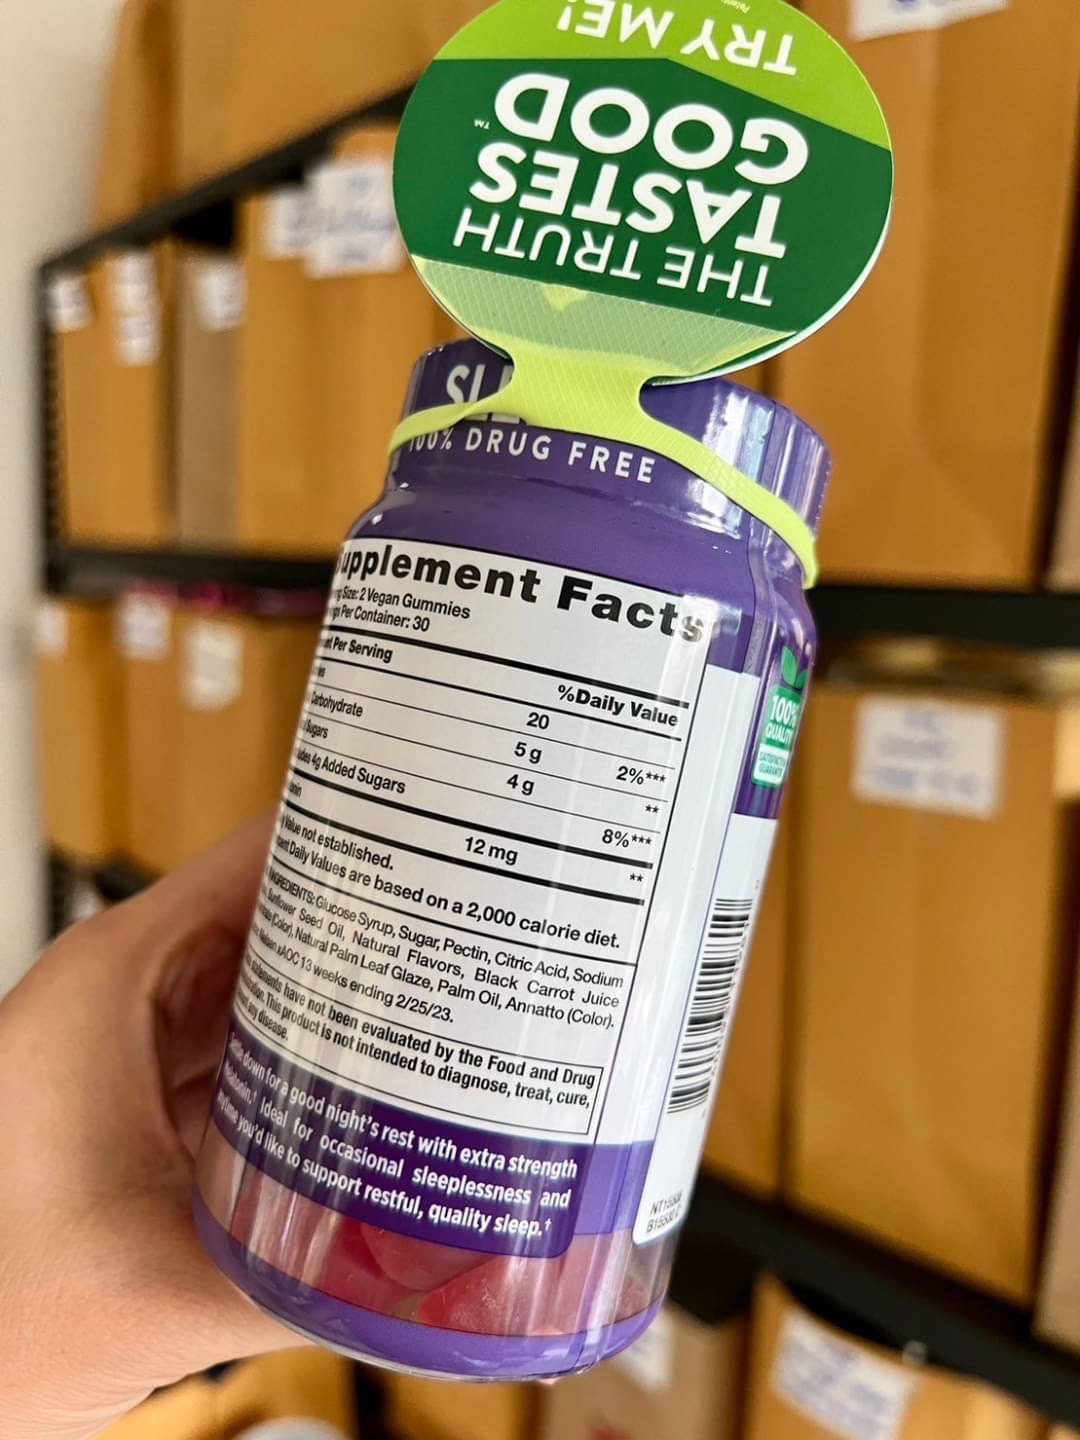 TRY ME!
GOOD
TASTES
THE TRUTH
™
100% DRUG FREE
Supplement Facts
Size: 2 Vegan Gummies
Per Container: 30
Per Serving
%Daily Value
20
Carbohydrate 5 g 2%***
Sugars 4 g **
4g Added Sugars 8%***
12 mg **
Value not established.
Daily Values are based on a 2,000 calorie diet.
INGREDIENTS: Glucose Syrup, Sugar, Pectin, Citric Acid, Sodium
Sunflower Seed Oil, Natural Flavors, Black Carrot Juice
(Color), Natural Palm Leaf Glaze, Palm Oil, Annatto (Color).
xAOC 13 weeks ending 2/25/23.
statements have not been evaluated by the Food and Drug
This product is not intended to diagnose, treat, cure,
any disease.
Settle down for a good night's rest with extra strength
melatonin.† Ideal for occasional sleeplessness and
anytime you'd like to support restful, quality sleep.†
100%
QUALITY